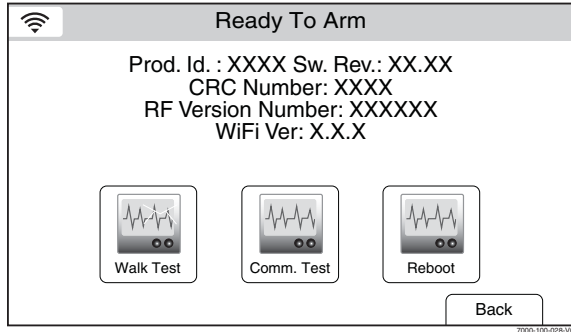 Ready To Arm
Prod. Id. : XXXX Sw. Rev.: XX.XX
CRC Number: XXXX
RF Version Number: XXXXXX
WiFi Ver: X.X.X
Walk Test
Comm. Test
Reboot
Back